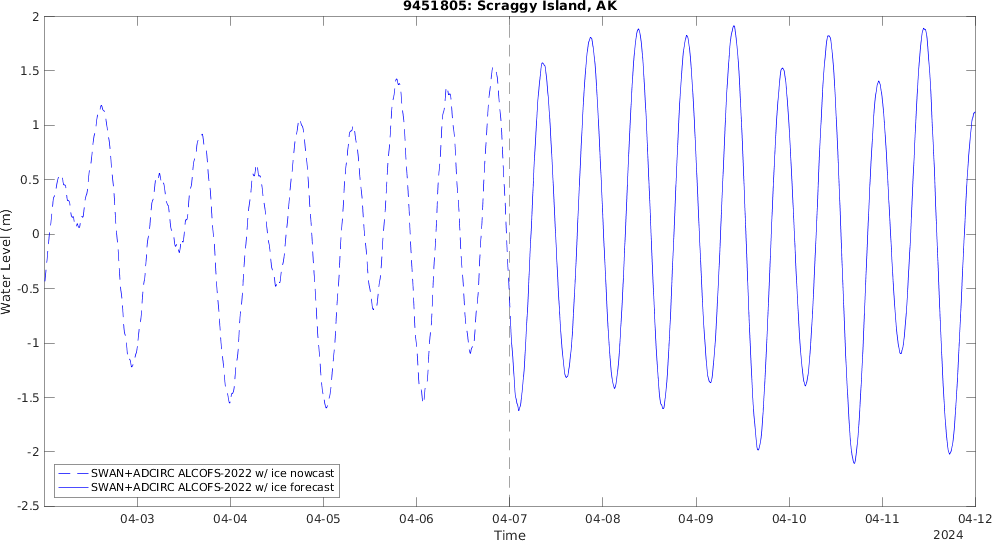 9451805: Scraggy Island, AK
Water Level (m)
2
1.5
1
0.5
0
-0.5
-1
-1.5
-2
-2.5
SWAN+ADCIRC ALCOFS-2022 w/ ice nowcast
SWAN+ADCIRC ALCOFS-2022 w/ ice forecast
04-03 04-04 04-05 04-06 04-07 04-08 04-09 04-10 04-11 04-12
Time
2024